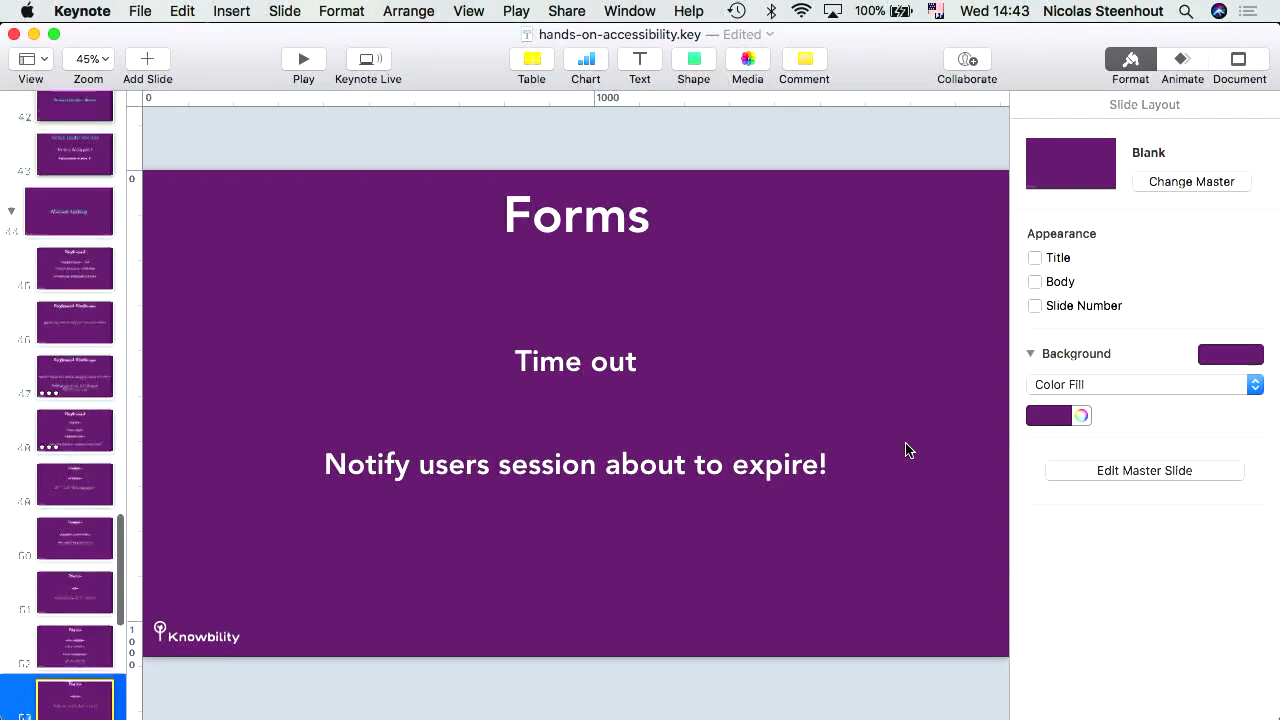 Keynote File Edit Insert Slide Format Arrange View Play Share Window Help 100% Wed 14:43 Nicolas Steenhout
hands-on-accessibility.key — Edited
45%
View Zoom Add Slide Play Keynote Live Table Chart Text Shape Media Comment Collaborate Format Animate Document
0 1000
Slide Layout
Blank
Change Master
Appearance
Title
Body
Slide Number
Background
Color Fill
Edit Master Slide
0
Forms
Time out
Notify users session about to expire!
Knowbility